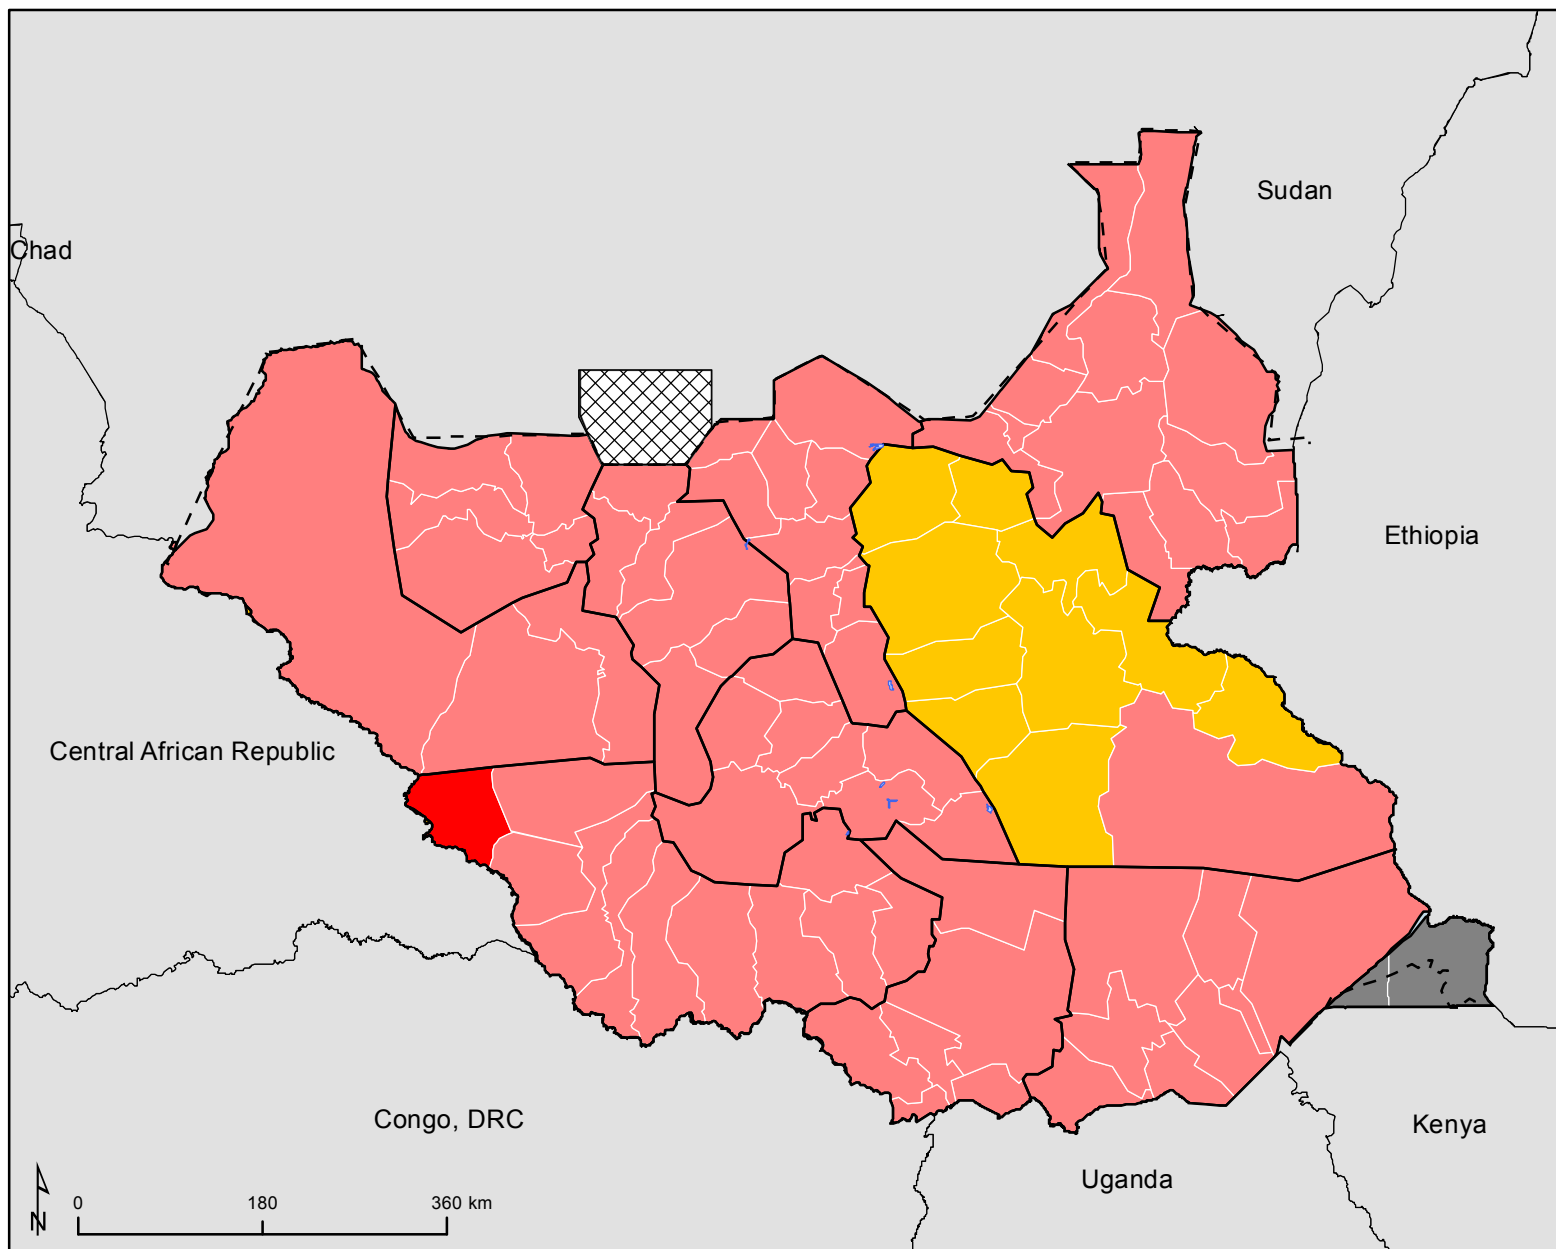 Sudan
Chad
Ethiopia
Central African Republic
Congo, DRC
Kenya
Uganda
N
0 180 360 km